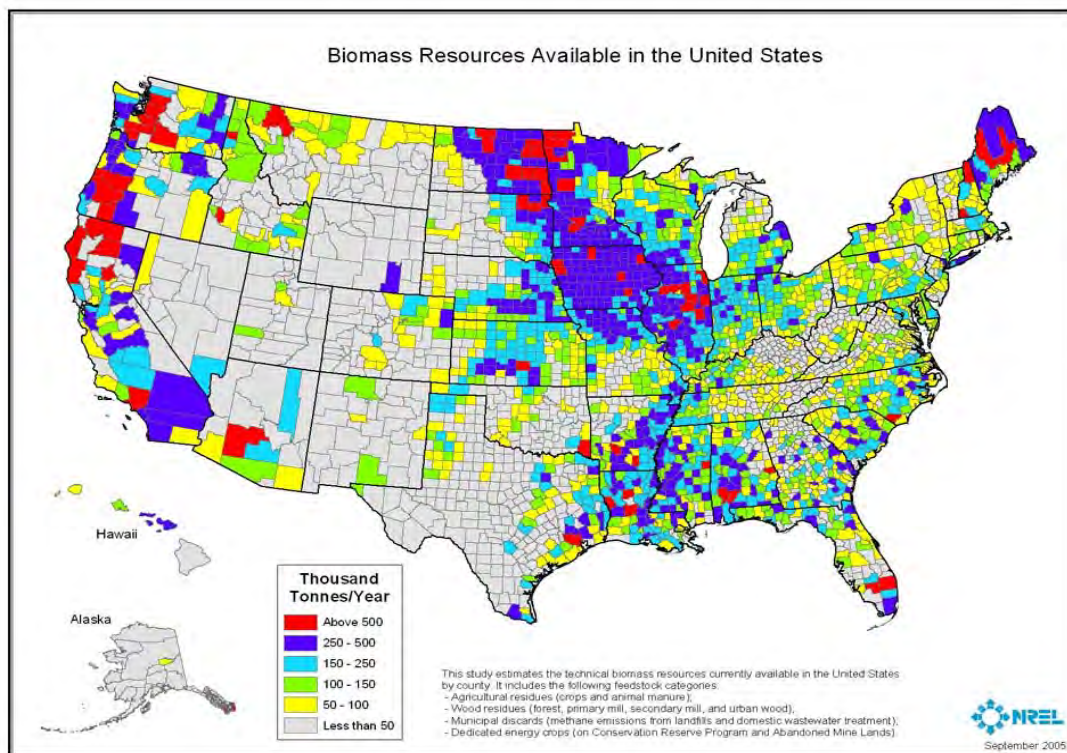 Biomass Resources Available in the United States
Hawaii
Alaska
Thousand
Tonnes/Year
Above 500
250 - 500
150 - 250
100 - 150
50 - 100
Less than 50
This study estimates the technical biomass resources currently available in the United States
by county. It includes the following feedstock categories:
- Agricultural residues (crops and animal manure);
- Wood residues (forest, primary mill, secondary mill, and urban wood);
- Municipal discards (methane emissions from landfills and domestic wastewater treatment);
- Dedicated energy crops (on Conservation Reserve Program and Abandoned Mine Lands).
NREL
September 2005